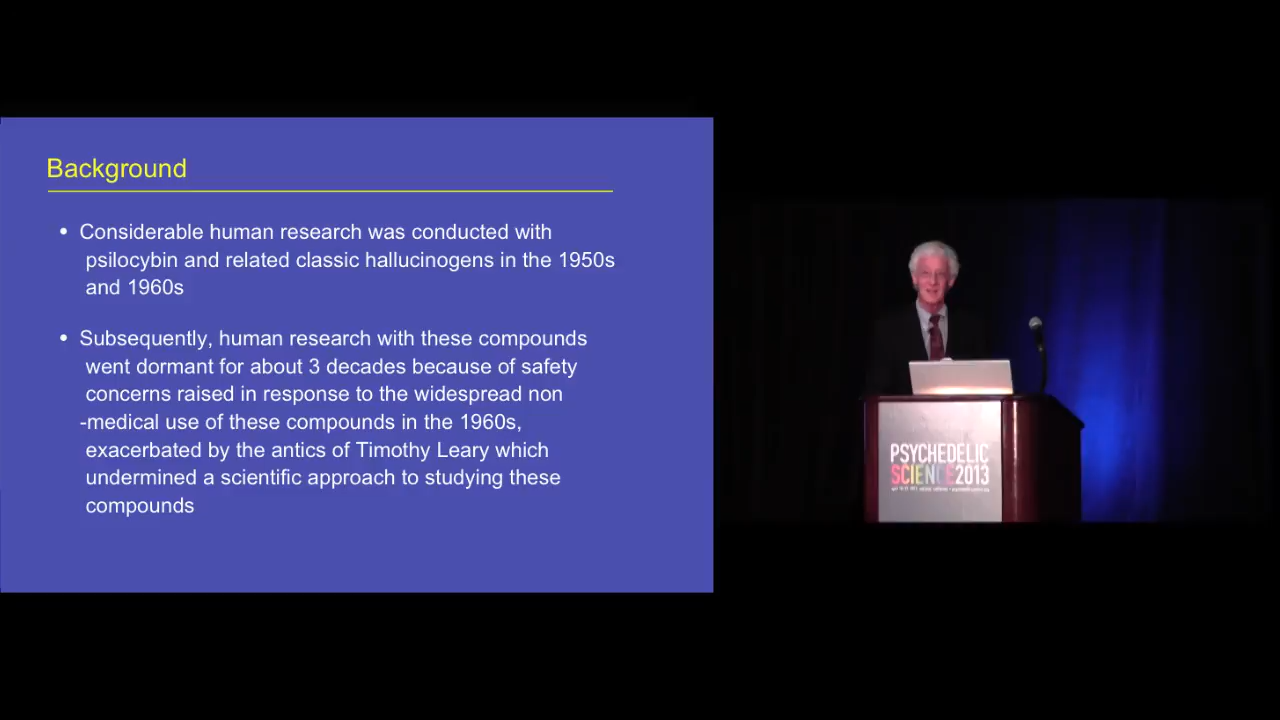 Background
• Considerable human research was conducted with
psilocybin and related classic hallucinogens in the 1950s
and 1960s
• Subsequently, human research with these compounds
went dormant for about 3 decades because of safety
concerns raised in response to the widespread non
-medical use of these compounds in the 1960s,
exacerbated by the antics of Timothy Leary which
undermined a scientific approach to studying these
compounds
PSYCHEDELIC
SCIENCE2013